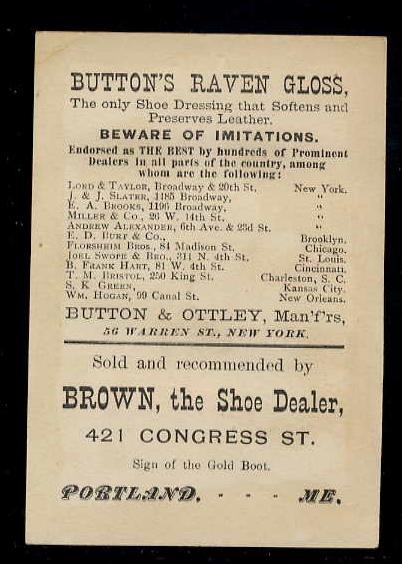 BUTTON'S RAVEN GLOSS,
The only Shoe Dressing that Softens and
Preserves Leather.
BEWARE OF IMITATIONS.
Endorsed as THE BEST by hundreds of Prominent
Dealers in all parts of the country, among
whom are the following:
LORD & TAYLOR, Broadway & 20th St, New York.
J. & J. SLATER, 1185 Broadway, "
E. A. BROOKS, 1196 Broadway, "
MILLER & CO., 26 W. 14th St. "
ANDREW ALEXANDER, 6th Ave. & 23d St. "
E. D. BURT & CO., Brooklyn.
FLORSHEIM BROS., 84 Madison St. Chicago.
JOEL SWOPE & BRO., 311 N. 4th St. St. Louis.
B. FRANK HART, 81 W. 4th St. Cincinnati.
T. M. BRISTOL, 250 King St. Charleston, S. C.
S. K GREEN, Kansas City.
WM. HOGAN, 99 Canal St. New Orleans.
BUTTON & OTTLEY, Man'f'rs,
56 WARREN ST., NEW YORK.
Sold and recommended by
BROWN, the Shoe Dealer,
421 CONGRESS ST.
Sign of the Gold Boot.
PORTLAND. - - - ME.